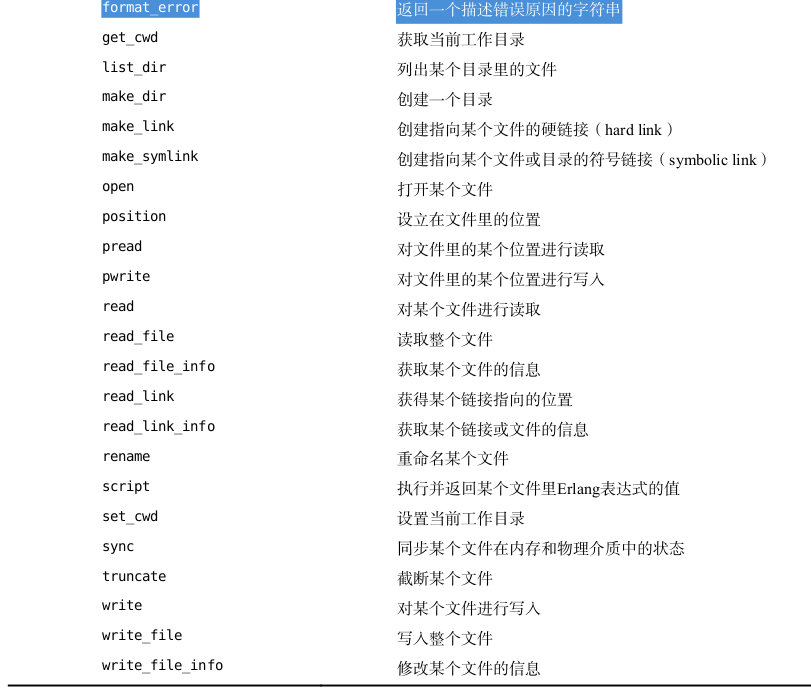 format_error 返回一个描述错误原因的字符串
get_cwd 获取当前工作目录
list_dir 列出某个目录里的文件
make_dir 创建一个目录
make_link 创建指向某个文件的硬链接（hard link）
make_symlink 创建指向某个文件或目录的符号链接（symbolic link）
open 打开某个文件
position 设立在文件里的位置
pread 对文件里的某个位置进行读取
pwrite 对文件里的某个位置进行写入
read 对某个文件进行读取
read_file 读取整个文件
read_file_info 获取某个文件的信息
read_link 获得某个链接指向的位置
read_link_info 获取某个链接或文件的信息
rename 重命名某个文件
script 执行并返回某个文件里Erlang表达式的值
set_cwd 设置当前工作目录
sync 同步某个文件在内存和物理介质中的状态
truncate 截断某个文件
write 对某个文件进行写入
write_file 写入整个文件
write_file_info 修改某个文件的信息